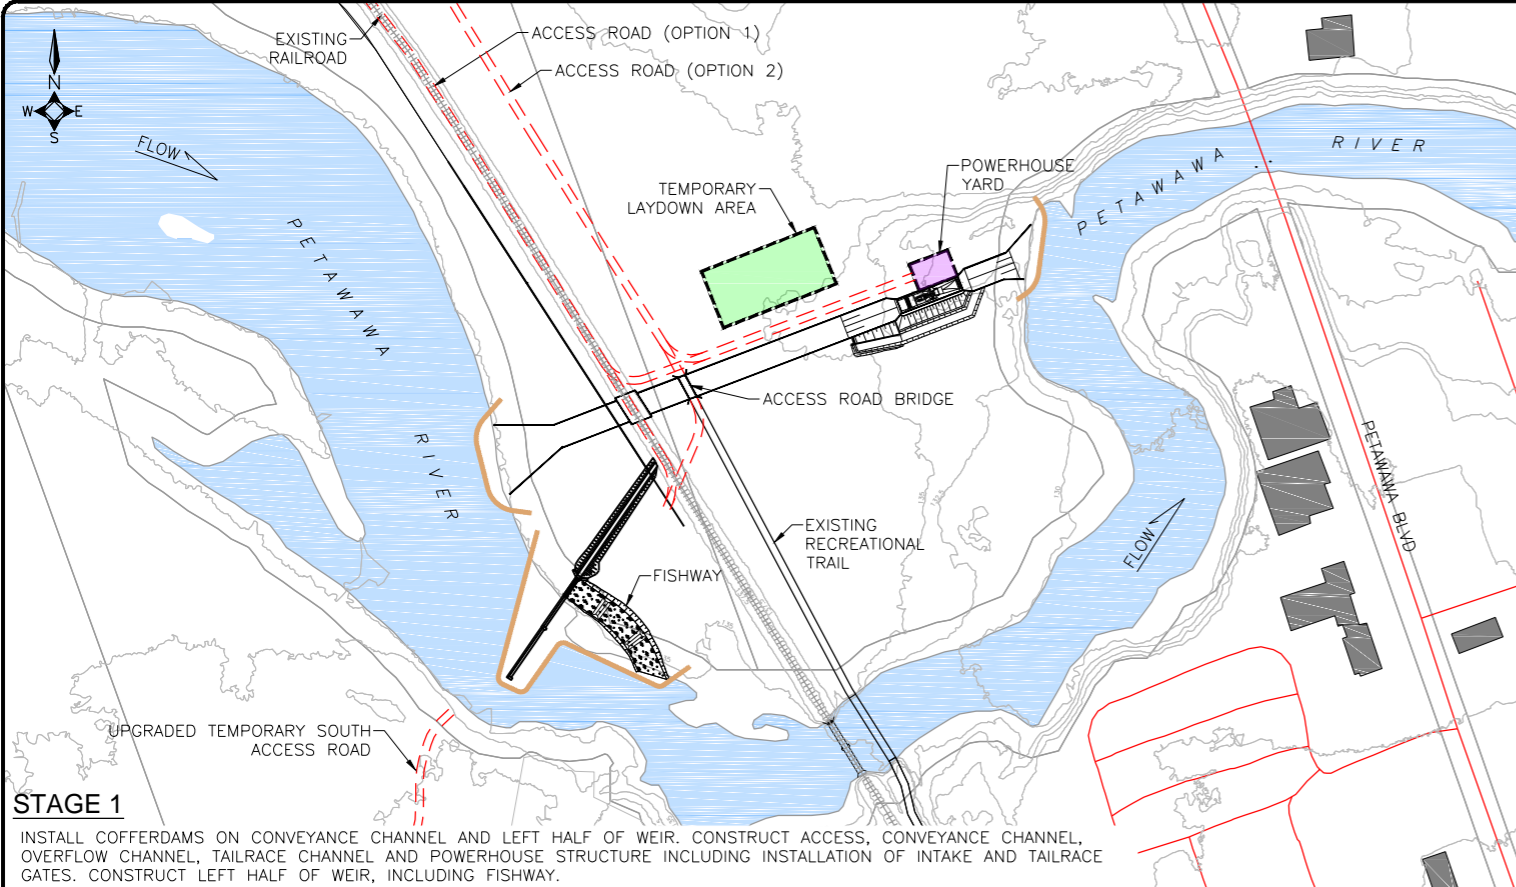 EXISTING
RAILROAD
ACCESS ROAD (OPTION 1)
ACCESS ROAD (OPTION 2)
N
W
E
S
FLOW
TEMPORARY
LAYDOWN AREA
POWERHOUSE
YARD
PETAWAWA RIVER
PETAWAWA RIVER
ACCESS ROAD BRIDGE
PETAWAWA BLVD
EXISTING
RECREATIONAL
TRAIL
FLOW
FISHWAY
UPGRADED TEMPORARY SOUTH
ACCESS ROAD
STAGE 1
INSTALL COFFERDAMS ON CONVEYANCE CHANNEL AND LEFT HALF OF WEIR. CONSTRUCT ACCESS, CONVEYANCE CHANNEL,
OVERFLOW CHANNEL, TAILRACE CHANNEL AND POWERHOUSE STRUCTURE INCLUDING INSTALLATION OF INTAKE AND TAILRACE
GATES. CONSTRUCT LEFT HALF OF WEIR, INCLUDING FISHWAY.